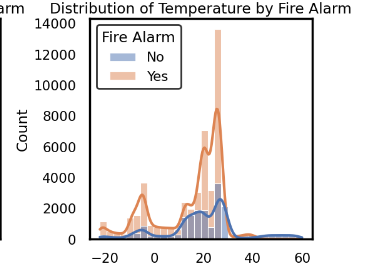 arm
Distribution of Temperature by Fire Alarm
14000
12000
10000
8000
6000
4000
2000
0
Count
Fire Alarm
No
Yes
−20 0 20 40 60